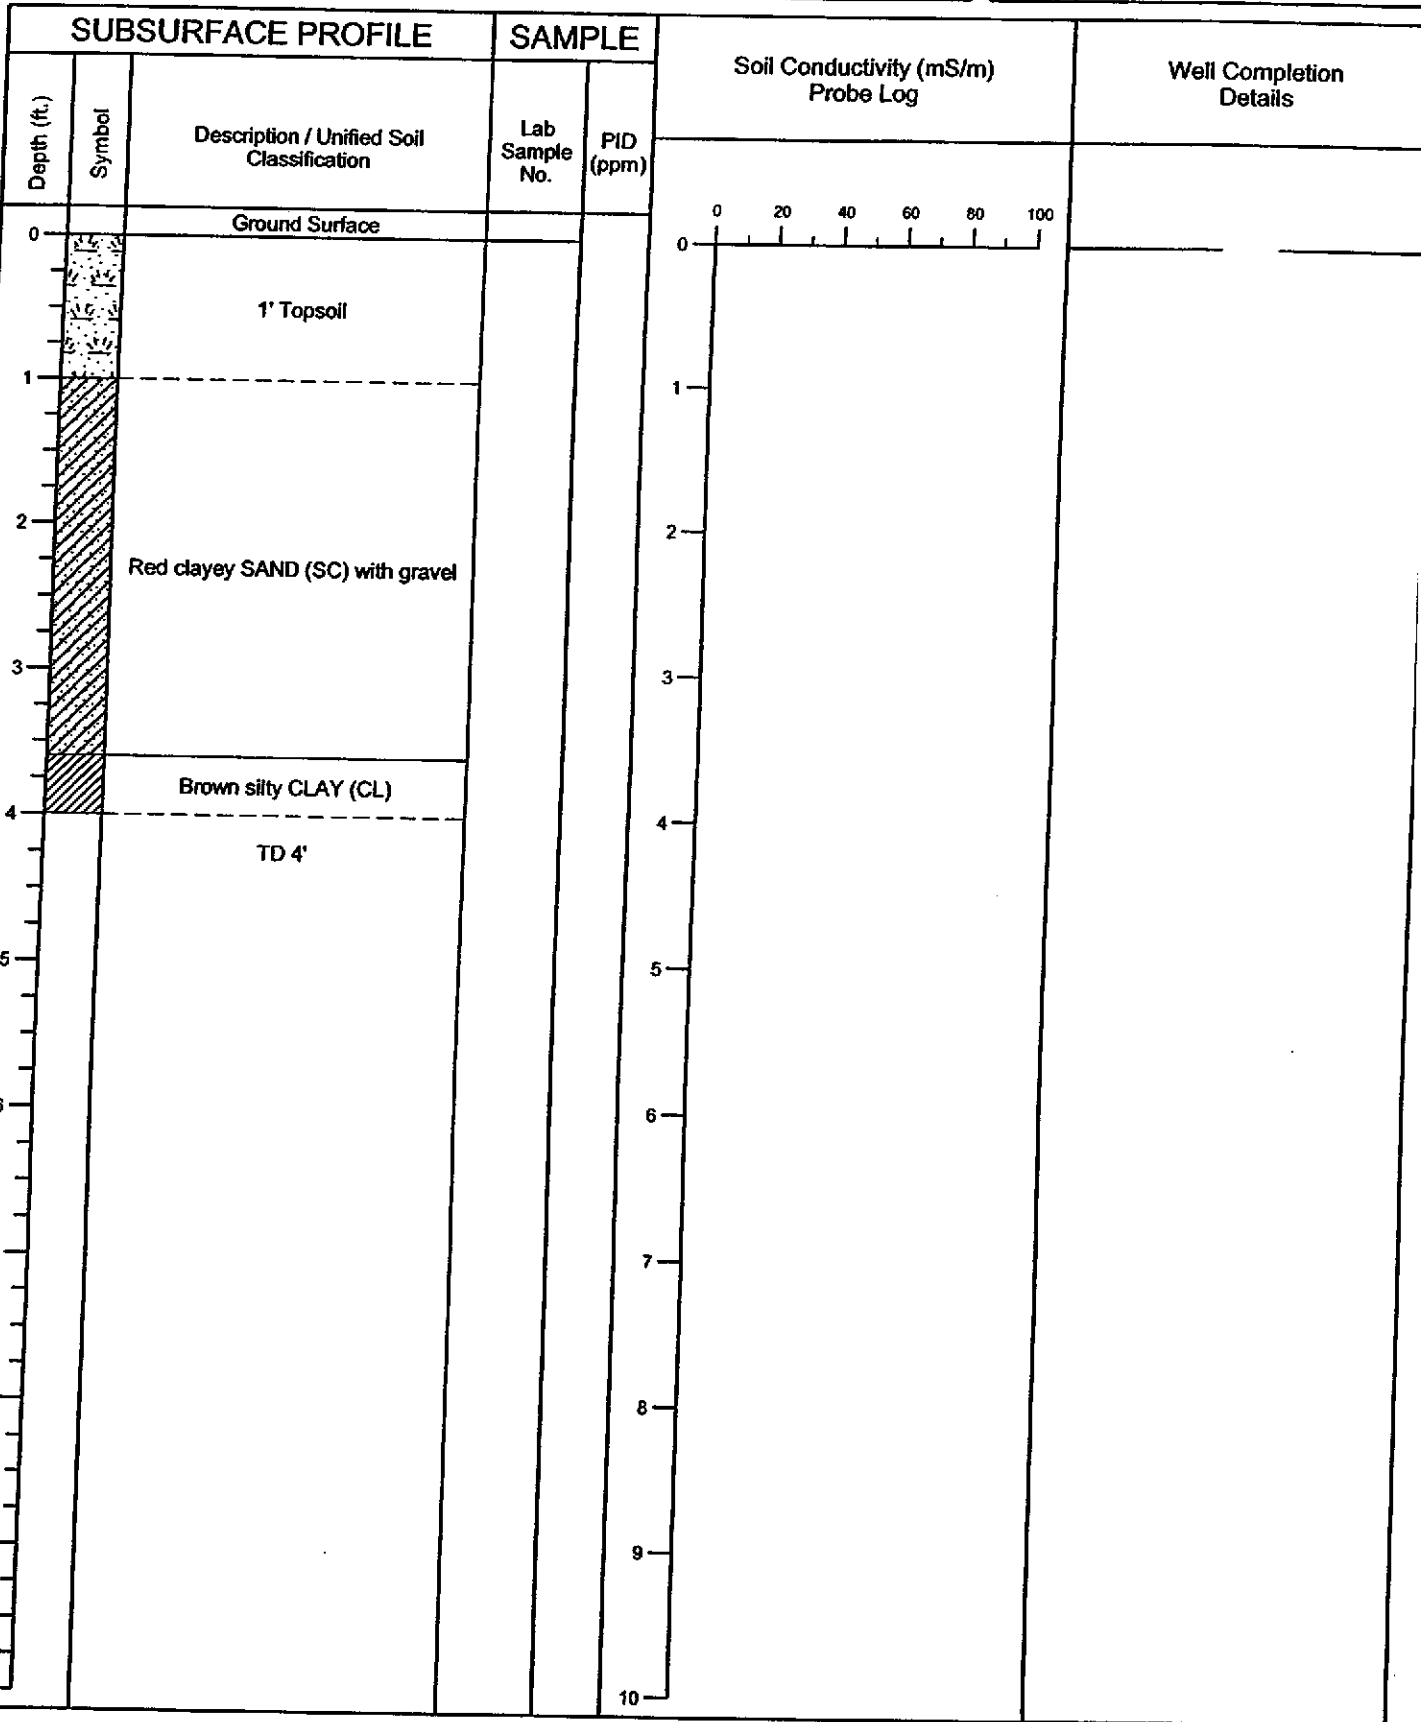 SUBSURFACE PROFILE
SAMPLE
Soil Conductivity (mS/m)
Probe Log
Well Completion
Details
Depth (ft.)
Symbol
Description / Unified Soil
Classification
Lab
Sample
No.
PID
(ppm)
Ground Surface
0 20 40 60 80 100
0
0
1' Topsoil
1
1
2
2
Red clayey SAND (SC) with gravel
3
3
Brown silty CLAY (CL)
4
4
TD 4'
5
5
6
7
8
9
10